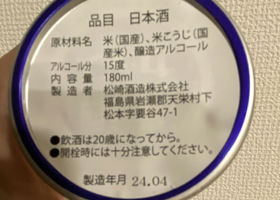 品目 日本酒
原材料名 米(国産)、米こうじ(国
産米)、醸造アルコール
アルコール分 15度
内容量 180ml
製造者 松崎酒造株式会社
福島県岩瀬郡天栄村下
松本字要谷47-1
●飲酒は20歳になってから。
●開栓時には十分注意してください。
製造年月 24.04